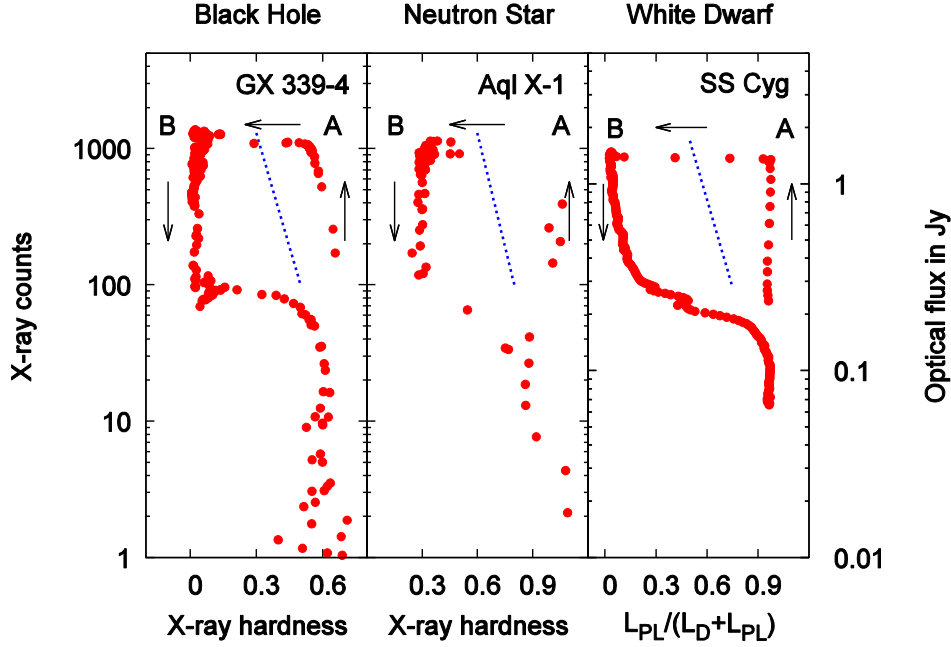 Black Hole Neutron Star White Dwarf
GX 339-4 Aql X-1 SS Cyg
B A B A B A
1000
100
10
1
X-ray counts
1
0.1
0.01
Optical flux in Jy
0 0.3 0.6 0.3 0.6 0.9 0 0.3 0.6 0.9
X-ray hardness X-ray hardness L_PL/(L_D+L_PL)